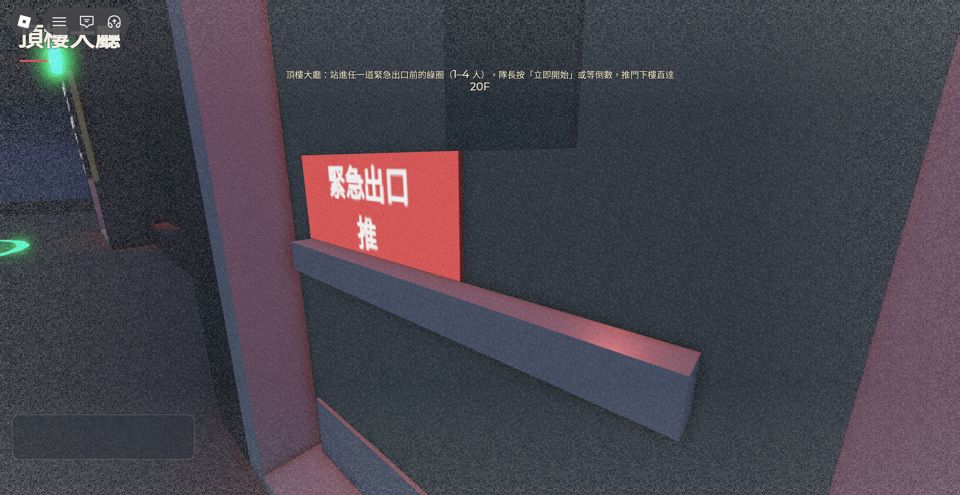 頂樓大廳
頂樓大廳：站進任一道緊急出口前的綠圈（1–4 人），隊長按「立即開始」或等倒數，推門下樓直達
20F
緊急出口
推